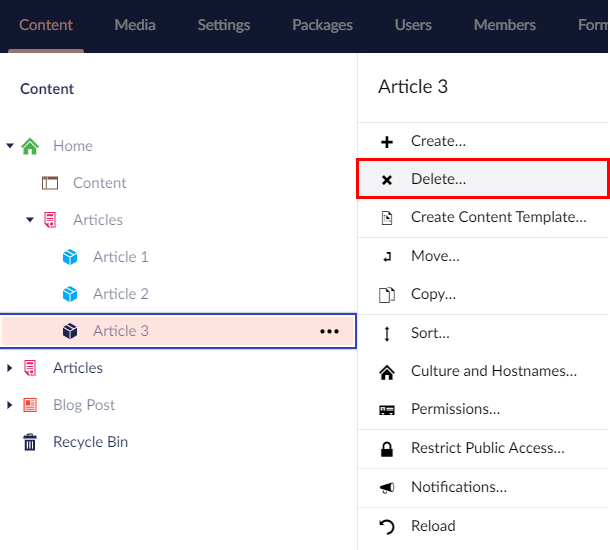 Content Media Settings Packages Users Members Form
Content
Home
Content
Articles
Article 1
Article 2
Article 3
Articles
Blog Post
Recycle Bin
Article 3
Create...
Delete...
Create Content Template...
Move...
Copy...
Sort...
Culture and Hostnames...
Permissions...
Restrict Public Access...
Notifications...
Reload